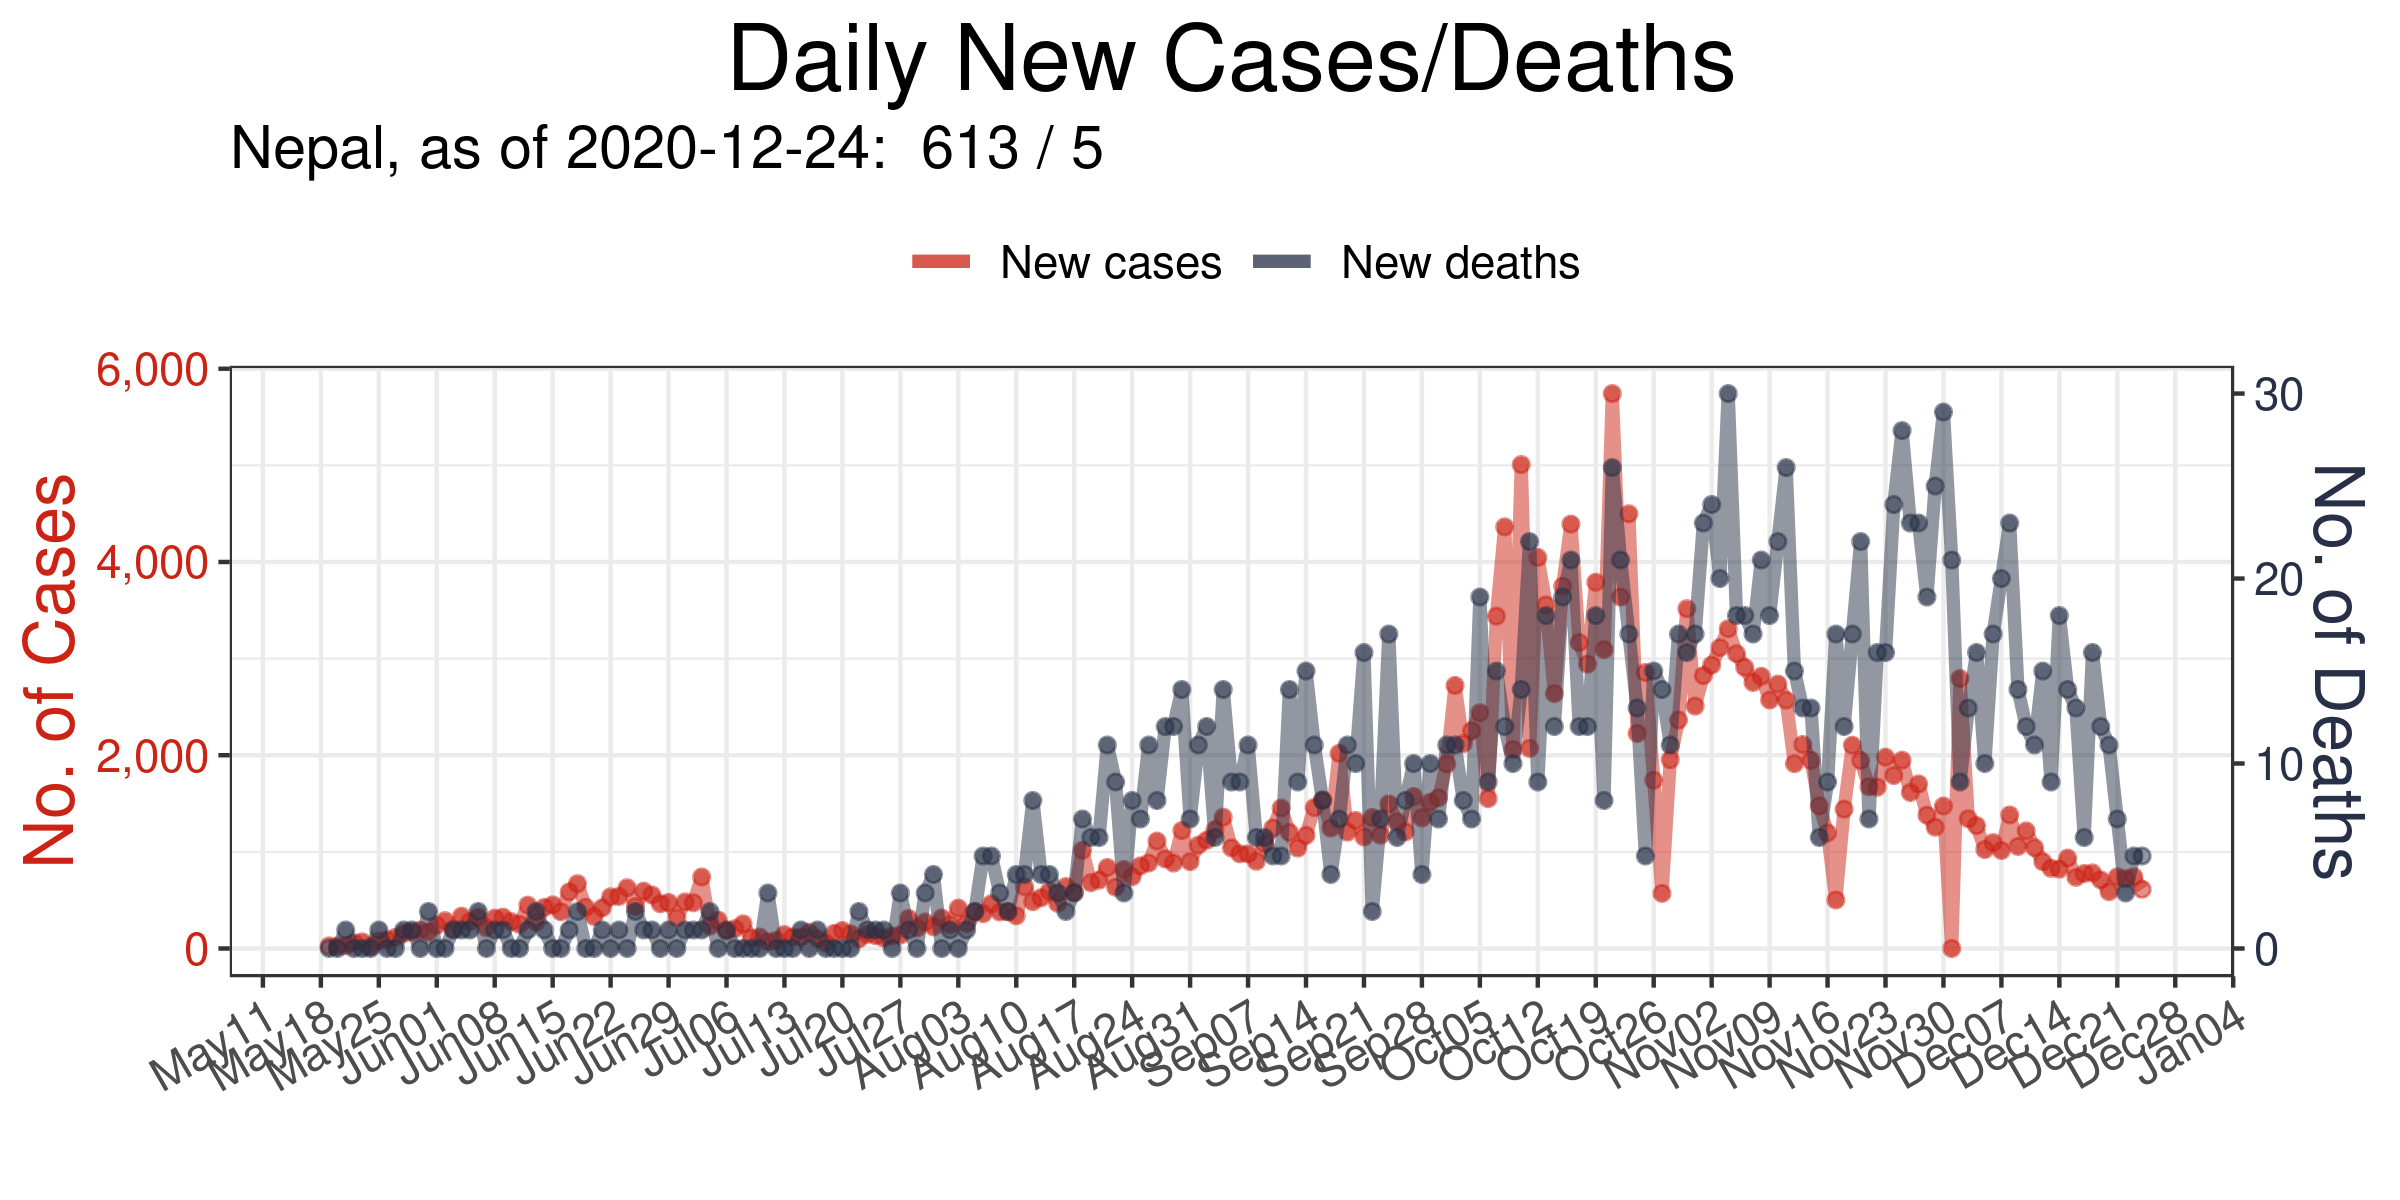 Daily New Cases/Deaths
Nepal, as of 2020-12-24:  613 / 5
New cases
New deaths
No. of Cases
6,000
4,000
2,000
0
30
20
10
0
No. of Deaths
May11
May18
May25
Jun01
Jun08
Jun15
Jun22
Jun29
Jul06
Jul13
Jul20
Jul27
Aug03
Aug10
Aug17
Aug24
Aug31
Sep07
Sep14
Sep21
Sep28
Oct05
Oct12
Oct19
Oct26
Nov02
Nov09
Nov16
Nov23
Nov30
Dec07
Dec14
Dec21
Dec28
Jan04